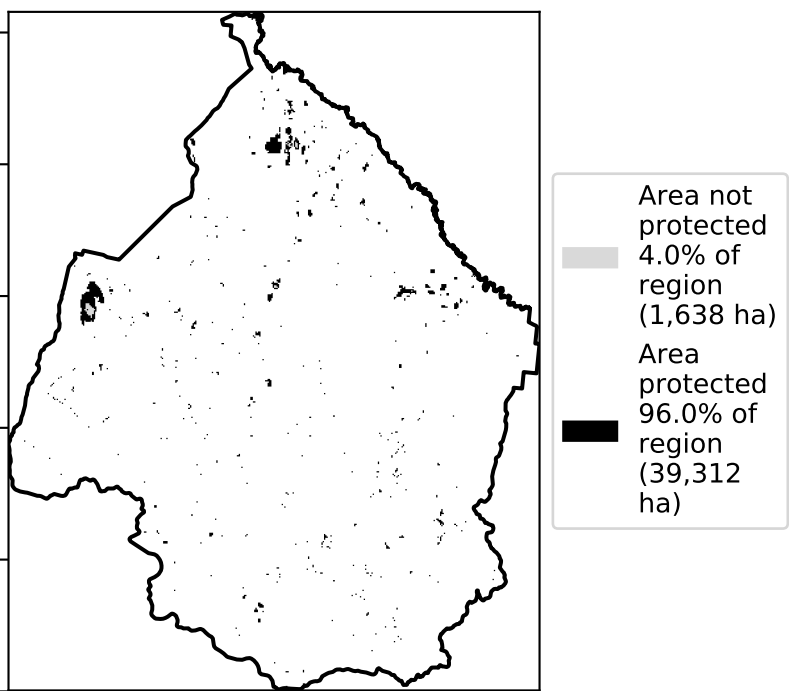 Area not
protected
4.0% of
region
(1,638 ha)
Area
protected
96.0% of
region
(39,312
ha)